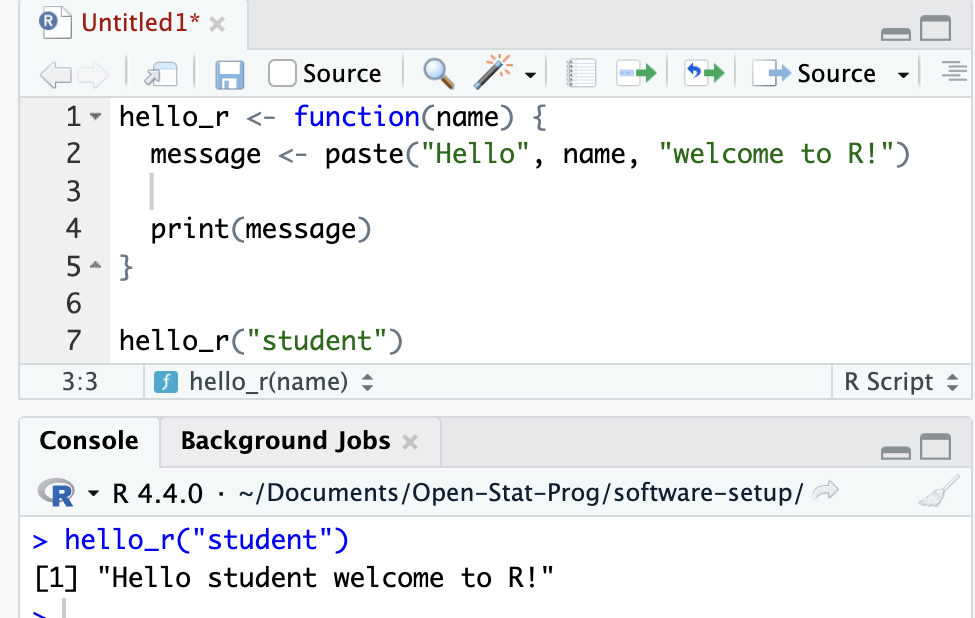 Untitled1*
Source Source
1 hello_r <- function(name) {
2   message <- paste("Hello", name, "welcome to R!")
3
4   print(message)
5 }
6
7 hello_r("student")
3:3 hello_r(name) R Script
Console Background Jobs
R 4.4.0 · ~/Documents/Open-Stat-Prog/software-setup/
> hello_r("student")
[1] "Hello student welcome to R!"
>